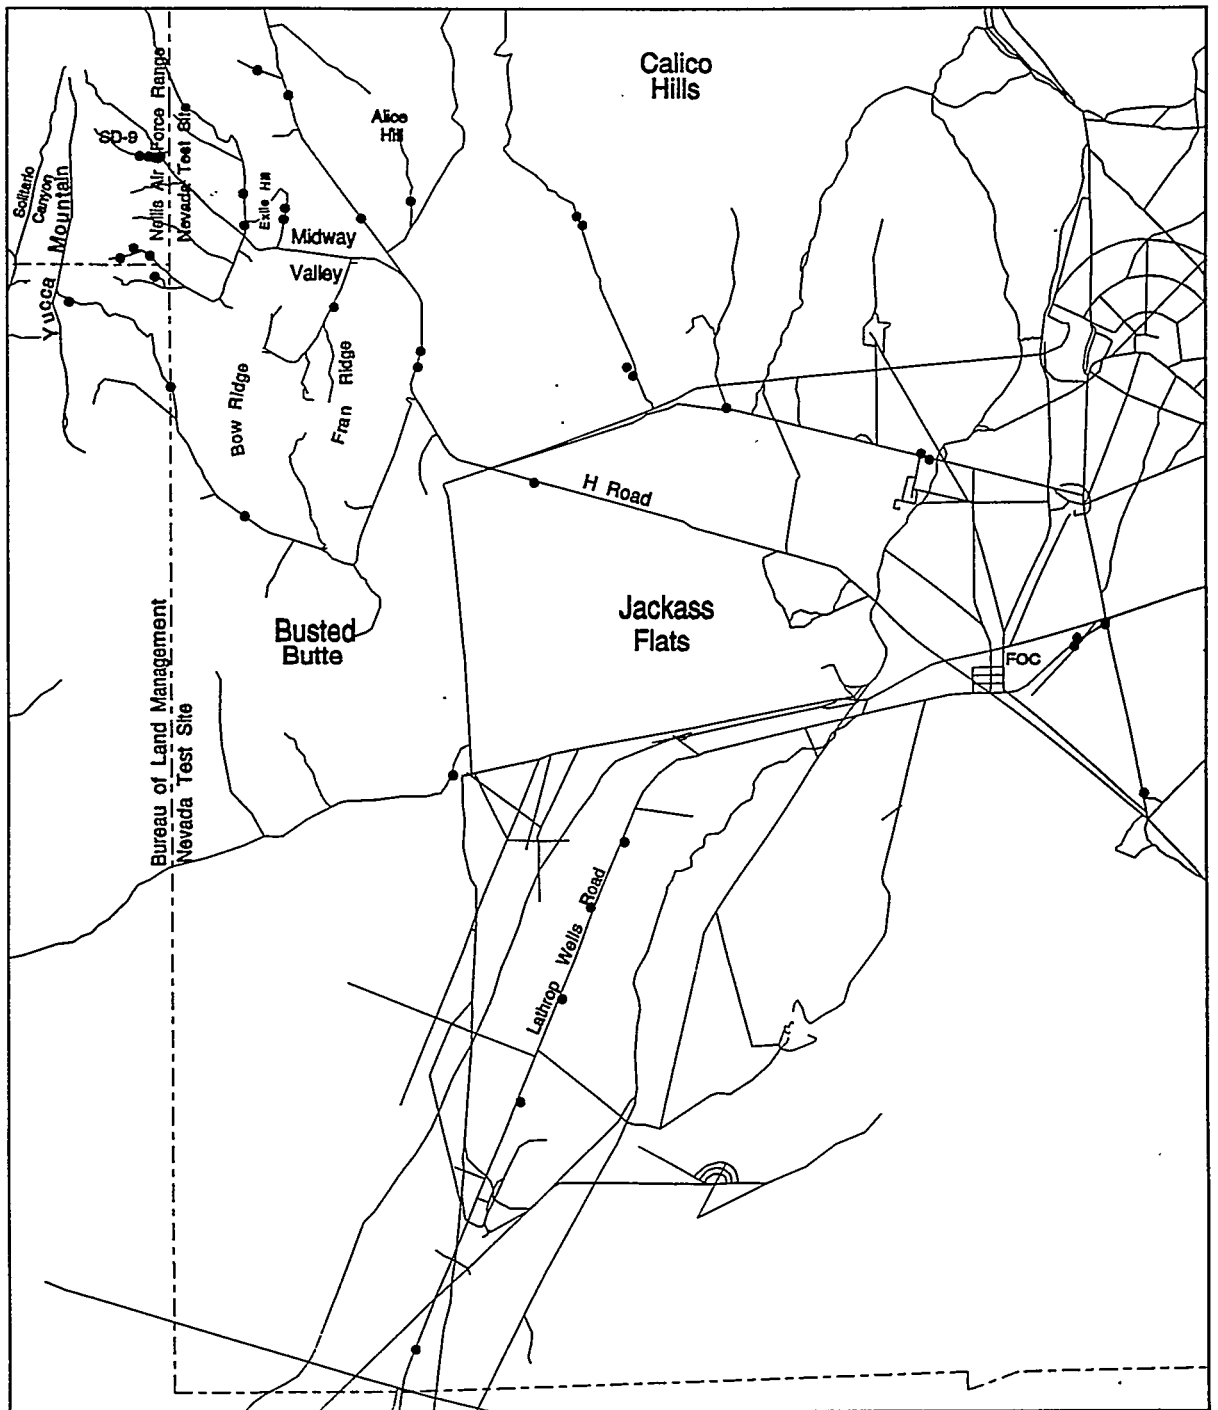 Calico
Hills
Nellis Air Force Range
Nevada Test Site
Alice
Hill
SD-9
Solitario
Canyon
Yucca Mountain
Exile Hill
Midway
Valley
Bow Ridge
Fran Ridge
H Road
Jackass
Flats
Busted
Butte
FOC
Bureau of Land Management
Nevada Test Site
Lathrop Wells Road